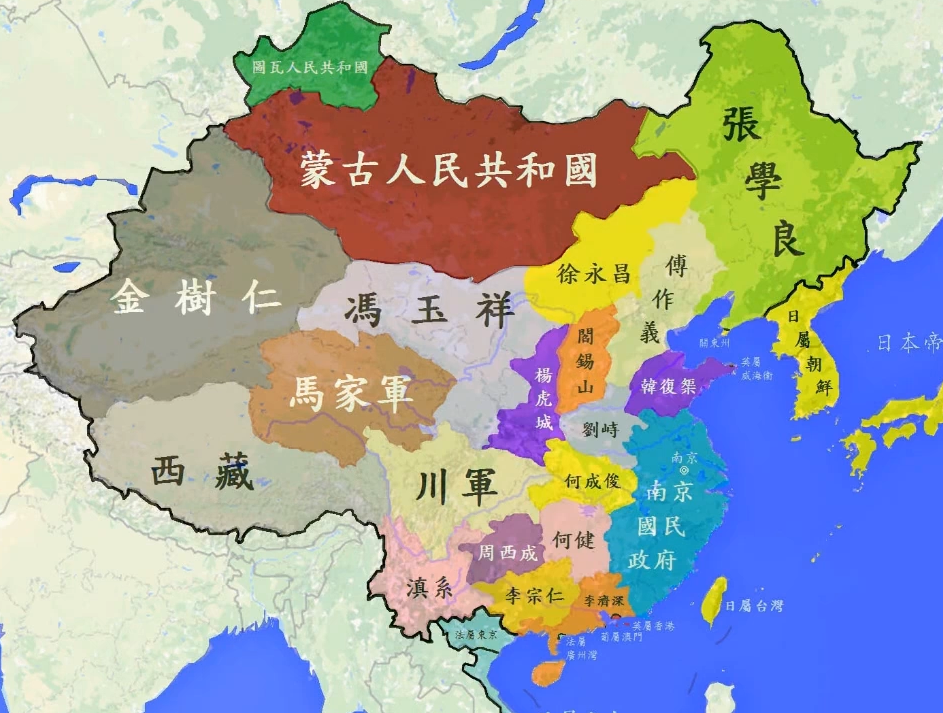 圖瓦人民共和國
蒙古人民共和國
張學良
金樹仁
馮玉祥
徐永昌
傅作義
日屬朝鮮
關東州
日本帝
英屬
威海衛
閻錫山
楊虎城
韓復榘
馬家軍
劉峙
西藏
川軍
何成俊
南京
南京
國民
政府
周西成
何健
滇系
李宗仁
李濟深
日屬台灣
英屬香港
葡屬澳門
法屬東京
法屬
廣州灣